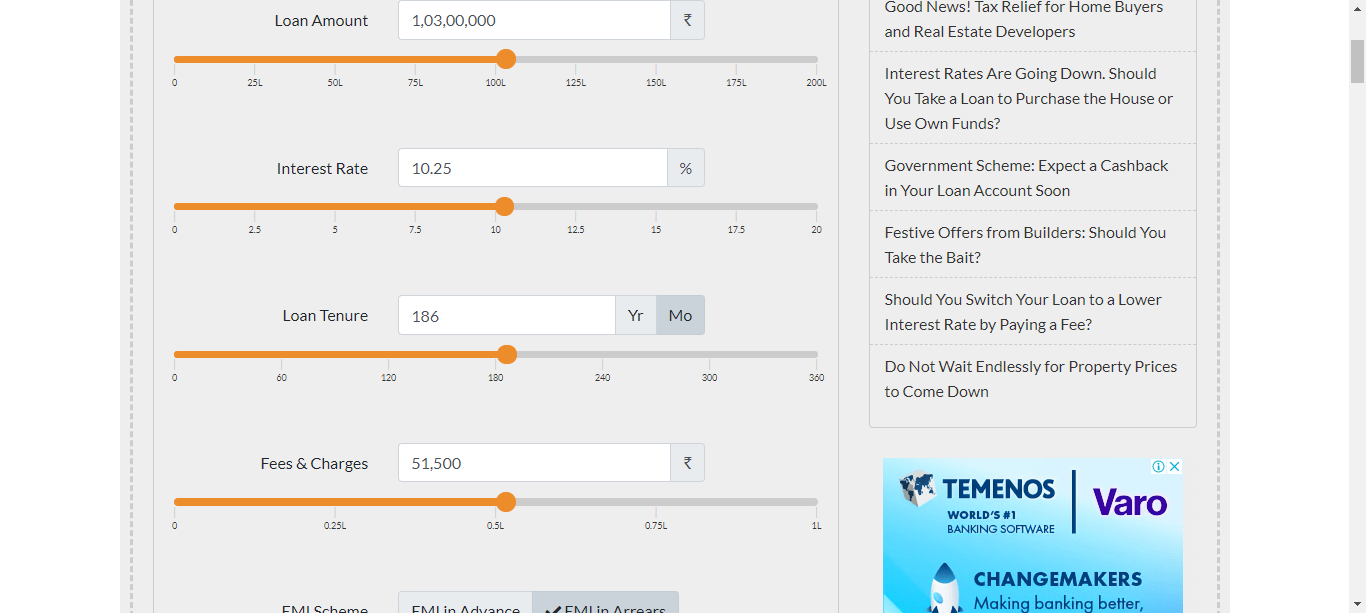 Loan Amount 1,03,00,000 ₹
0 25L 50L 75L 100L 125L 150L 175L 200L
Interest Rate 10.25 %
0 2.5 5 7.5 10 12.5 15 17.5 20
Loan Tenure 186 Yr Mo
0 60 120 180 240 300 360
Fees & Charges 51,500 ₹
0 0.25L 0.5L 0.75L 1L
EMI Scheme EMI in Advance EMI in Arrears
Good News! Tax Relief for Home Buyers
and Real Estate Developers
Interest Rates Are Going Down. Should
You Take a Loan to Purchase the House or
Use Own Funds?
Government Scheme: Expect a Cashback
in Your Loan Account Soon
Festive Offers from Builders: Should You
Take the Bait?
Should You Switch Your Loan to a Lower
Interest Rate by Paying a Fee?
Do Not Wait Endlessly for Property Prices
to Come Down
TEMENOS
WORLD'S #1
BANKING SOFTWARE
Varo
CHANGEMAKERS
Making banking better,